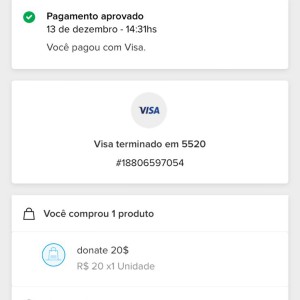 Pagamento aprovado
13 de dezembro - 14:31hs
Você pagou com Visa.
VISA
Visa terminado em 5520
#18806597054
Você comprou 1 produto
donate 20$
R$ 20 x1 Unidade